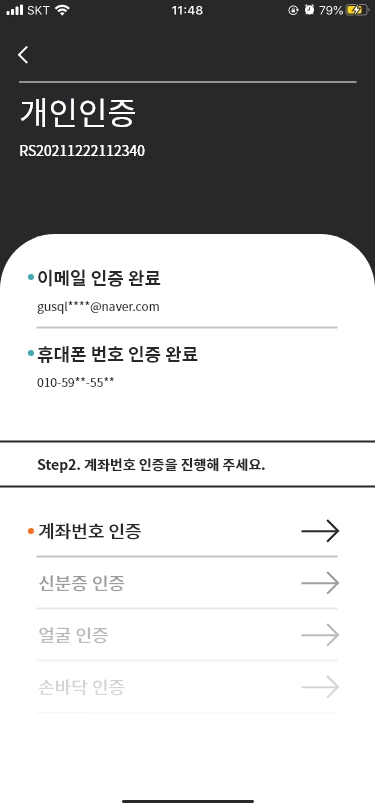 SKT 11:48 79%
개인인증
RS20211222112340
이메일 인증 완료
gusql****@naver.com
휴대폰 번호 인증 완료
010-59**-55**
Step2. 계좌번호 인증을 진행해 주세요.
계좌번호 인증
신분증 인증
얼굴 인증
손바닥 인증